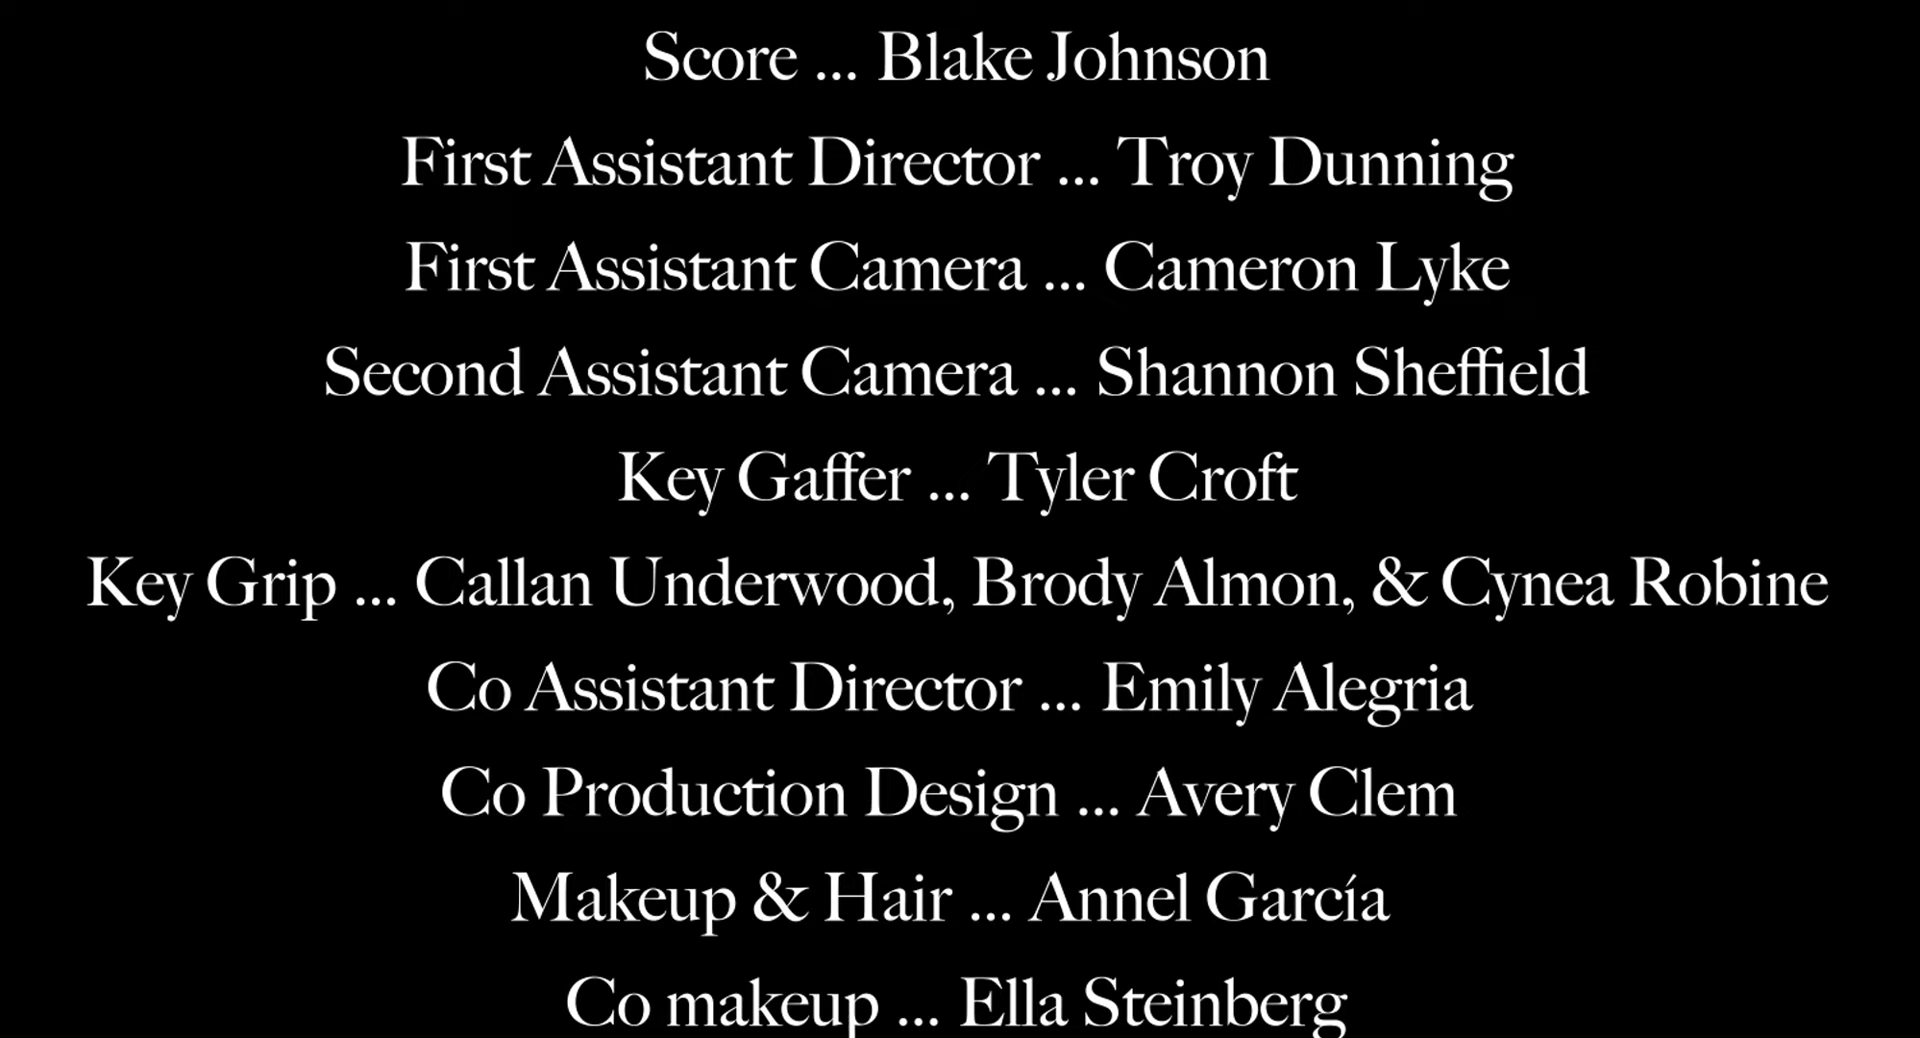 Score ... Blake Johnson
First Assistant Director ... Troy Dunning
First Assistant Camera ... Cameron Lyke
Second Assistant Camera ... Shannon Sheffield
Key Gaffer ... Tyler Croft
Key Grip ... Callan Underwood, Brody Almon, & Cynea Robine
Co Assistant Director ... Emily Alegria
Co Production Design ... Avery Clem
Makeup & Hair ... Annel García
Co makeup ... Ella Steinberg